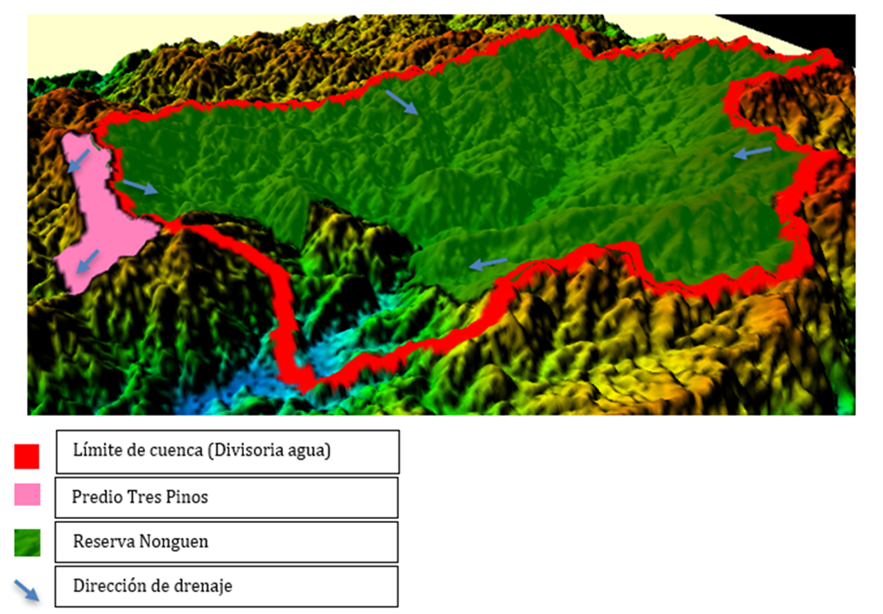 Límite de cuenca (Divisoria agua)
Predio Tres Pinos
Reserva Nonguen
Dirección de drenaje